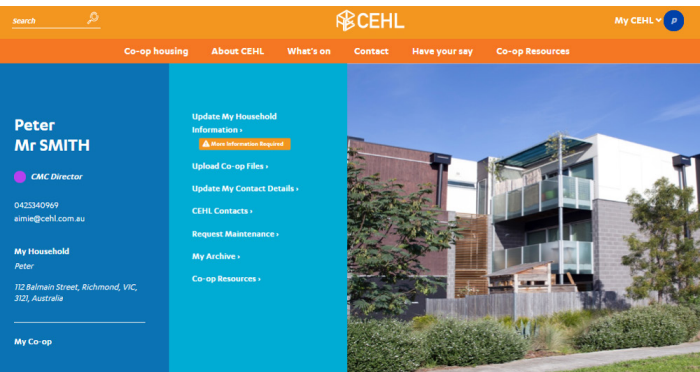 Search
CEHL
My CEHL
P
Co-op housing About CEHL What's on Contact Have your say Co-op Resources
Peter
Mr SMITH
CMC Director
0425340969
aimie@cehl.com.au
My Household
Peter
112 Balmain Street, Richmond, VIC,
3121, Australia
My Co-op
Update My Household
Information ›
More Information Required
Upload Co-op Files ›
Update My Contact Details ›
CEHL Contacts ›
Request Maintenance ›
My Archive ›
Co-op Resources ›